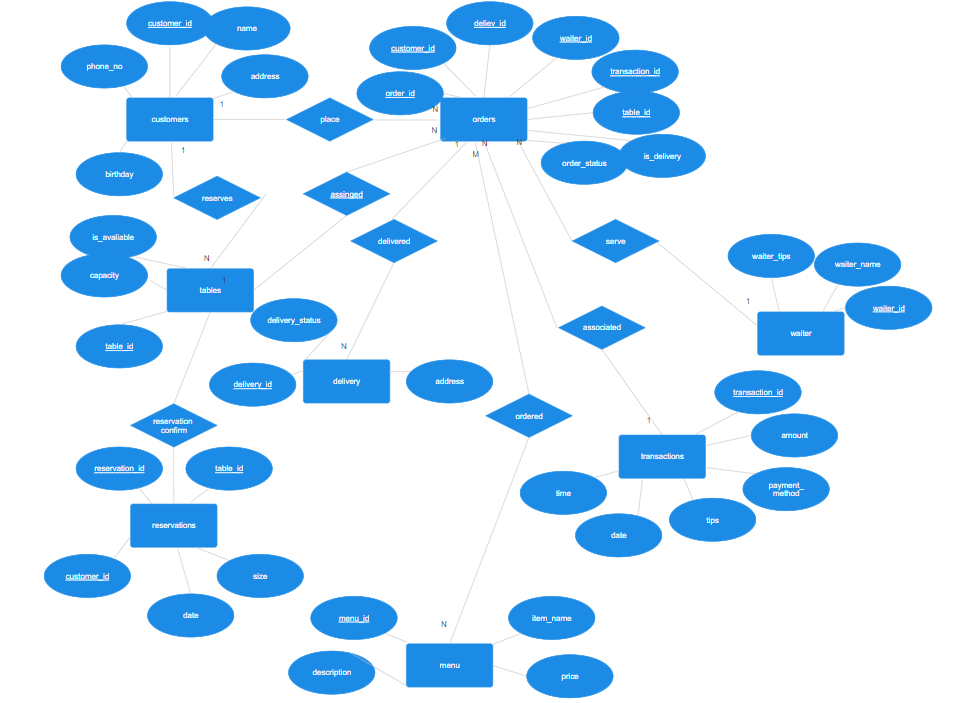 customer_id
name
deliev_id
waiter_id
customer_id
phone_no
address
transaction_id
order_id
1
N
table_id
customers
place
orders
N
1
N
N
1
M
order_status
is_delivery
birthday
reserves
assinged
is_avaliable
delivered
serve
N
waiter_tips
waiter_name
capacity
1
tables
1
waiter_id
delivery_status
associated
waiter
table_id
N
delivery_id
delivery
address
transaction_id
ordered
1
reservation
confirm
amount
transactions
reservation_id
table_id
time
payment_
method
reservations
date
tips
customer_id
size
date
menu_id
item_name
N
menu
description
price